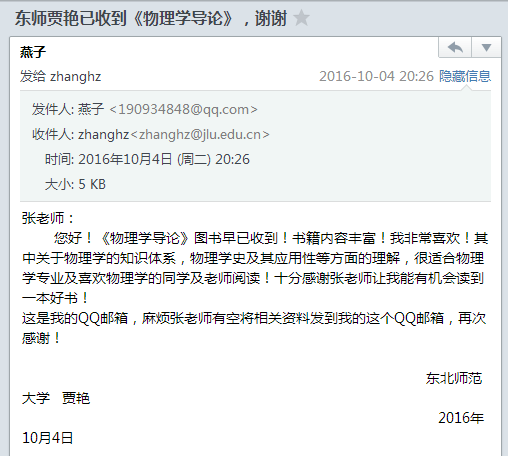 东师贾艳已收到《物理学导论》，谢谢
燕子
发给 zhanghz 2016-10-04 20:26 隐藏信息
发件人: 燕子 <190934848@qq.com>
收件人: zhanghz<zhanghz@jlu.edu.cn>
时间: 2016年10月4日 (周二) 20:26
大小: 5 KB
张老师：
您好！《物理学导论》图书早已收到！书籍内容丰富！我非常喜欢！其
中关于物理学的知识体系，物理学史及其应用性等方面的理解，很适合物理
学专业及喜欢物理学的同学及老师阅读！十分感谢张老师让我能有机会读到
一本好书！
这是我的QQ邮箱，麻烦张老师有空将相关资料发到我的这个QQ邮箱，再次
感谢！
东北师范
大学 贾艳
2016年
10月4日